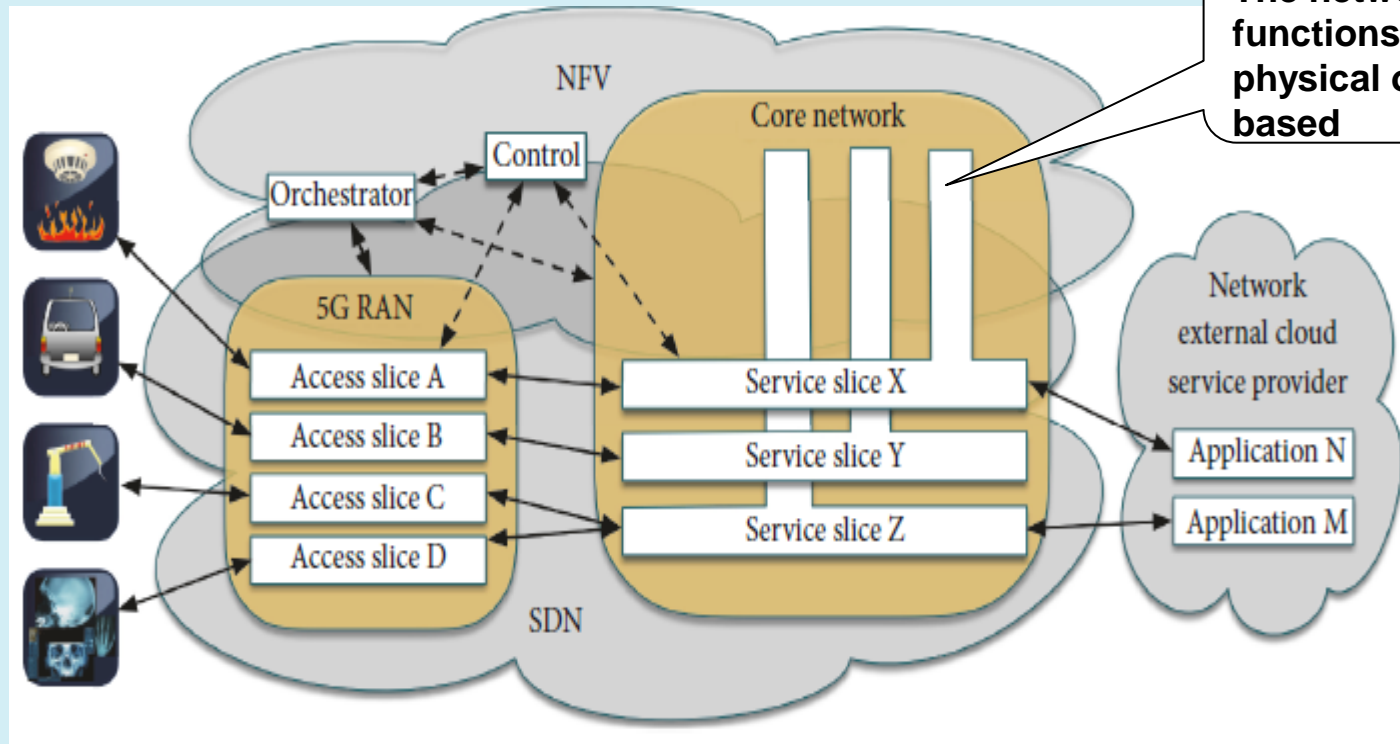 functions
physical
based
NFV
Core network
Control
Orchestrator
5G RAN
Access slice A
Access slice B
Access slice C
Access slice D
Service slice X
Service slice Y
Service slice Z
SDN
Network
external cloud
service provider
Application N
Application M